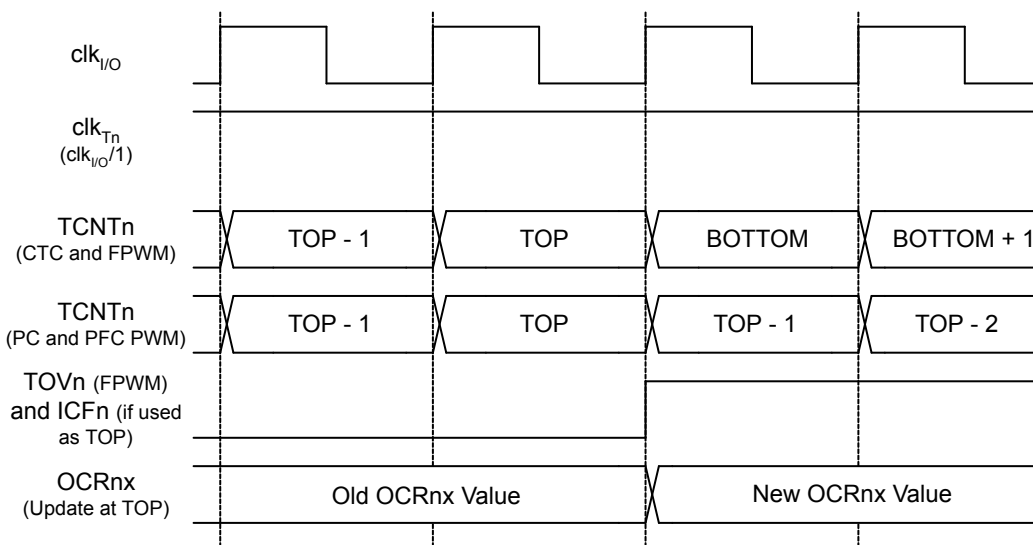 clkI/O
clkTn
(clkI/O/1)
TCNTn
(CTC and FPWM)
TOP - 1
TOP
BOTTOM
BOTTOM + 1
TCNTn
(PC and PFC PWM)
TOP - 1
TOP
TOP - 1
TOP - 2
TOVn (FPWM)
and ICFn (if used
as TOP)
OCRnx
(Update at TOP)
Old OCRnx Value
New OCRnx Value